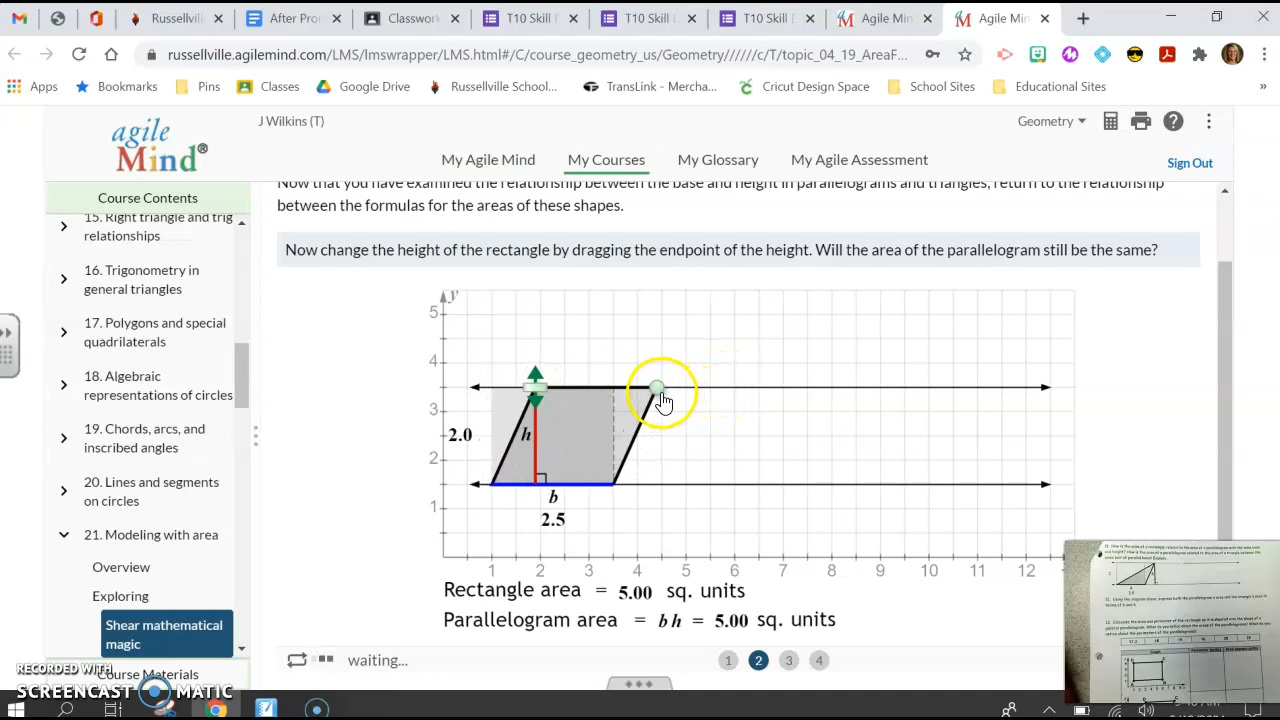 Russellville
After Pro
Classwork
T10 Skill D
T10 Skill D
T10 Skill D
Agile Min
Agile Min
russellville.agilemind.com/LMS/lmswrapper/LMS.html#/C/course_geometry_us/Geometry//////c/T/topic_04_19_AreaF...
Apps
Bookmarks
Pins
Classes
Google Drive
Russellville School...
TransLink - Mercha...
Cricut Design Space
School Sites
Educational Sites
»
agile
Mind®
J Wilkins (T)
Geometry
My Agile Mind
My Courses
My Glossary
My Agile Assessment
Sign Out
Course Contents
15. Right triangle and trig
relationships
16. Trigonometry in
general triangles
17. Polygons and special
quadrilaterals
18. Algebraic
representations of circles
19. Chords, arcs, and
inscribed angles
20. Lines and segments
on circles
21. Modeling with area
Overview
Exploring
Shear mathematical
magic
Course Materials
Now that you have examined the relationship between the base and height in parallelograms and triangles, return to the relationship
between the formulas for the areas of these shapes.
Now change the height of the rectangle by dragging the endpoint of the height. Will the area of the parallelogram still be the same?
y
5
4
3
2
1
2.0
h
b
2.5
2 3 4 5 6 7 8 9 10 11 12
Rectangle area = 5.00 sq. units
Parallelogram area = b h = 5.00 sq. units
waiting...
1 2 3 4
RECORDED WITH
SCREENCAST MATIC